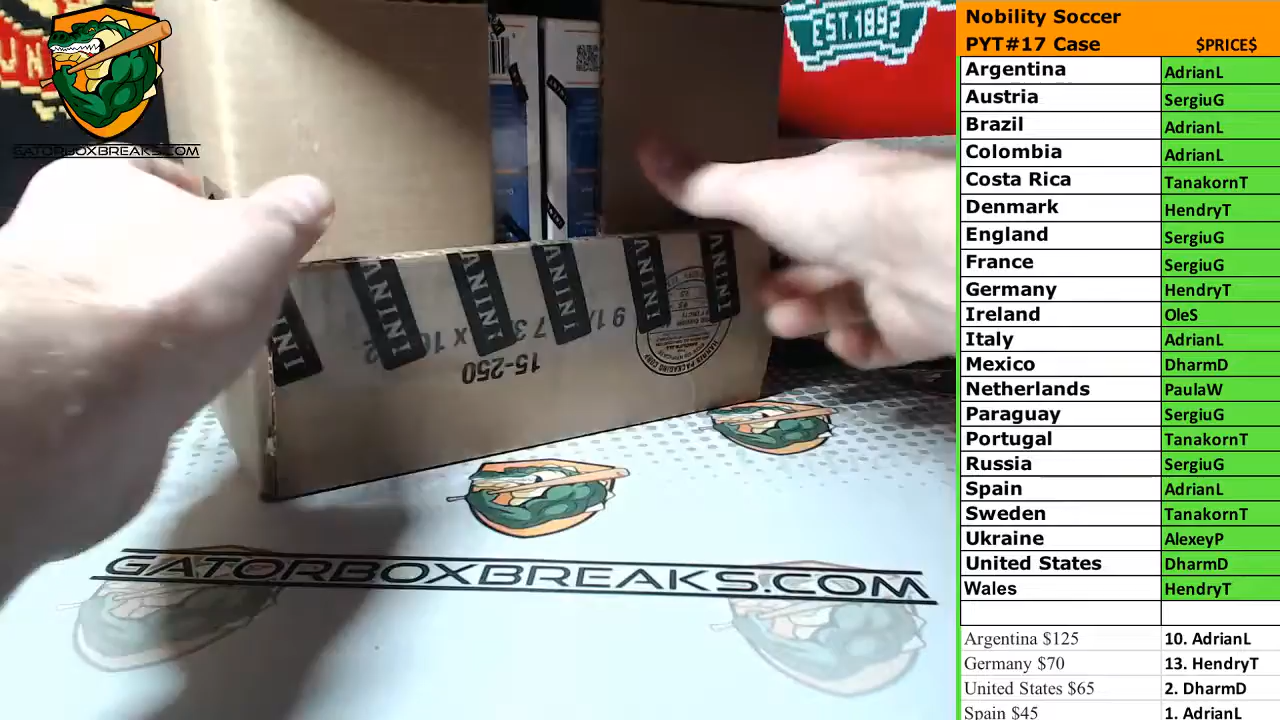 EST.1892
GATORBOXBREAKS.COM
ANINI
ANINI
ANINI
15-250
GATORBOXBREAKS.COM
Nobility Soccer
PYT#17 Case $PRICE$
Argentina AdrianL
Austria SergiuG
Brazil AdrianL
Colombia AdrianL
Costa Rica TanakornT
Denmark HendryT
England SergiuG
France SergiuG
Germany HendryT
Ireland OleS
Italy AdrianL
Mexico DharmD
Netherlands PaulaW
Paraguay SergiuG
Portugal TanakornT
Russia SergiuG
Spain AdrianL
Sweden TanakornT
Ukraine AlexeyP
United States DharmD
Wales HendryT
Argentina $125 10. AdrianL
Germany $70 13. HendryT
United States $65 2. DharmD
Spain $45 1. AdrianL